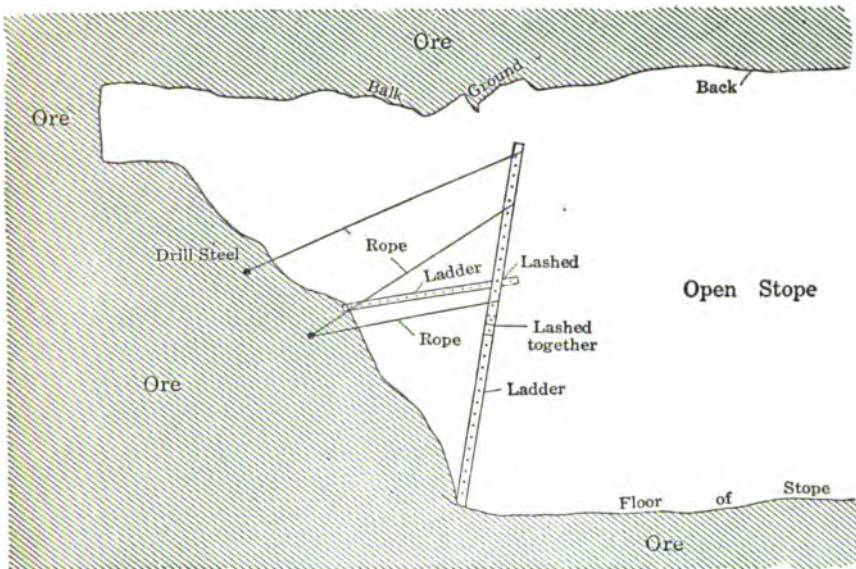 Ore
Balk Ground
Back
Ore
Rope
Drill Steel
Ladder
Lashed
Open Stope
Rope
Lashed
together
Ore
Ladder
Floor of Stope
Ore